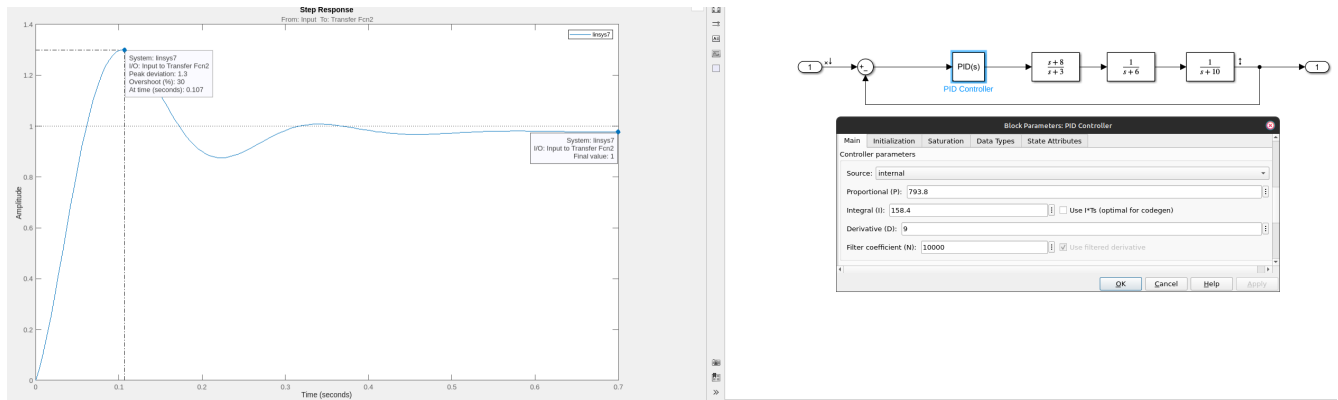 Step Response
From: Input To: Transfer Fcn2
linsys7
1.4
1.2
1
0.8
0.6
0.4
0.2
0
Amplitude
System: linsys7
I/O: Input to Transfer Fcn2
Peak deviation: 1.3
Overshoot (%): 30
At time (seconds): 0.107
System: linsys7
I/O: Input to Transfer Fcn2
Final value: 1
0 0.1 0.2 0.3 0.4 0.5 0.6 0.7
Time (seconds)
1
PID(s)
PID Controller
s+8
s+3
1
s+6
1
s+10
1
Block Parameters: PID Controller
Main Initialization Saturation Data Types State Attributes
Controller parameters
Source: internal
Proportional (P): 793.8
Integral (I): 158.4 Use I*Ts (optimal for codegen)
Derivative (D): 9
Filter coefficient (N): 10000 Use filtered derivative
OK Cancel Help Apply